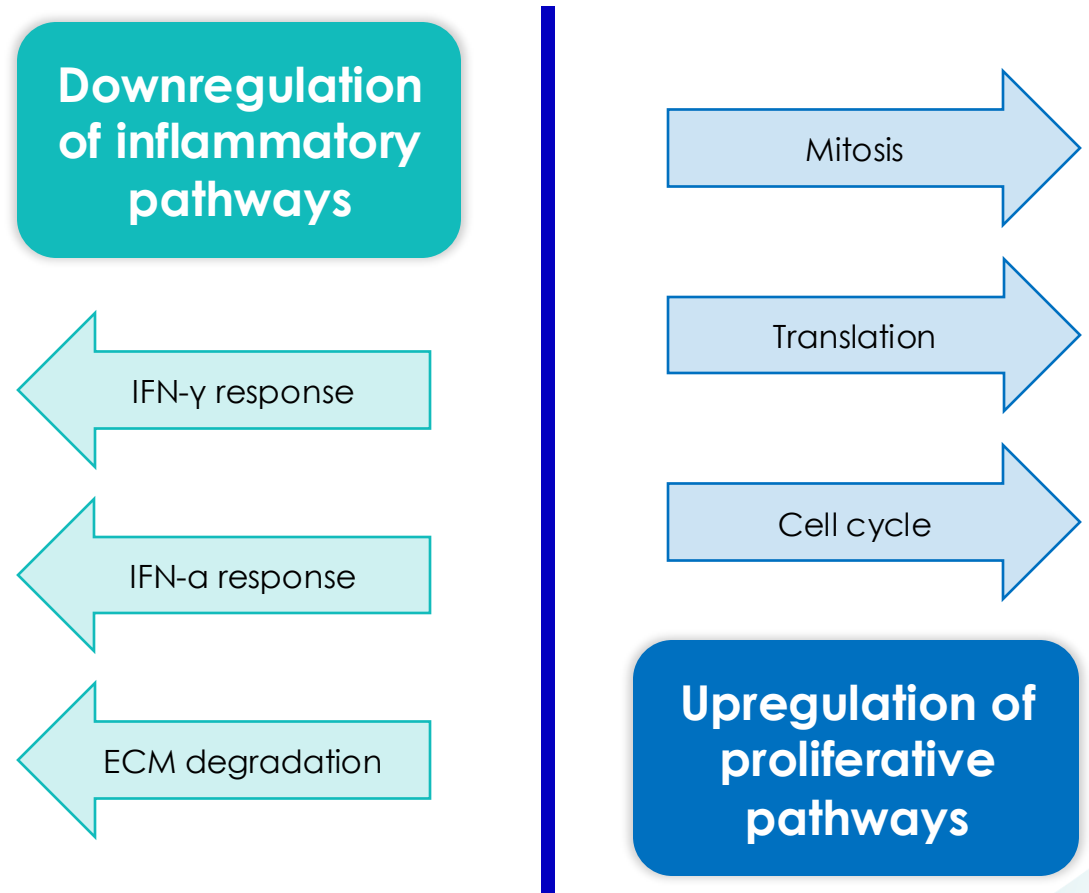 Downregulation
of inflammatory
pathways
IFN-γ response
IFN-α response
ECM degradation
Mitosis
Translation
Cell cycle
Upregulation of
proliferative
pathways